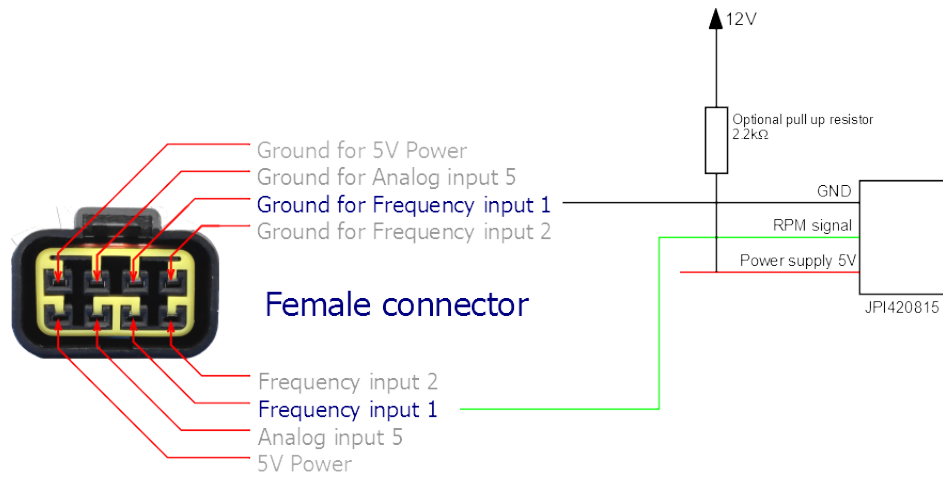 12V
Optional pull up resistor
2.2kΩ
Ground for 5V Power
Ground for Analog input 5
Ground for Frequency input 1
Ground for Frequency input 2
GND
RPM signal
Power supply 5V
JPI420815
Female connector
Frequency input 2
Frequency input 1
Analog input 5
5V Power